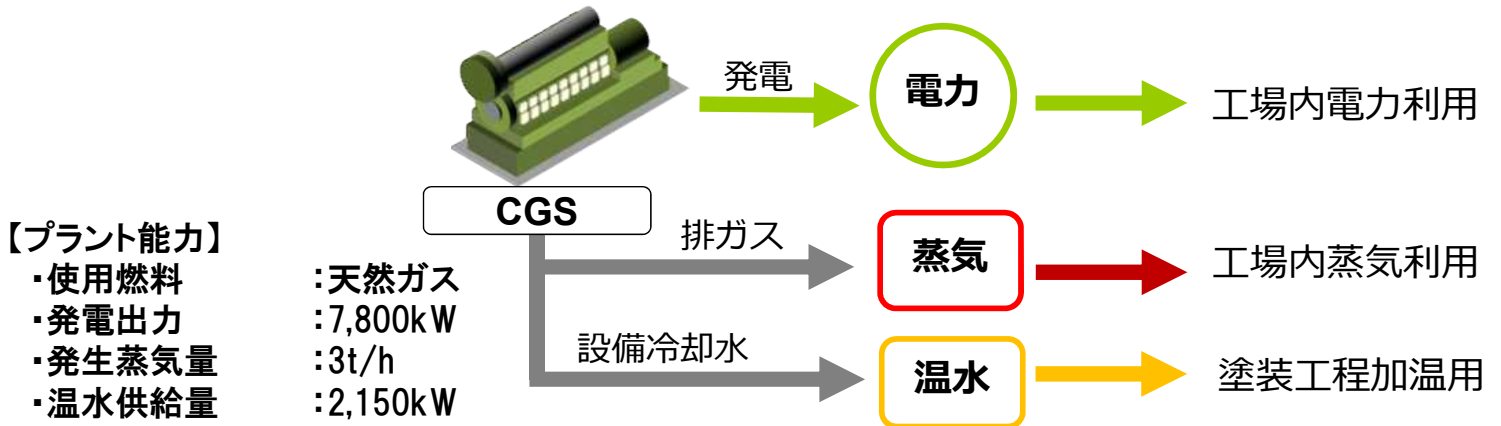 発電
電力
工場内電力利用
CGS
排ガス
蒸気
工場内蒸気利用
設備冷却水
温水
塗装工程加温用
【プラント能力】
・使用燃料 :天然ガス
・発電出力 :7,800kW
・発生蒸気量 :3t/h
・温水供給量 :2,150kW